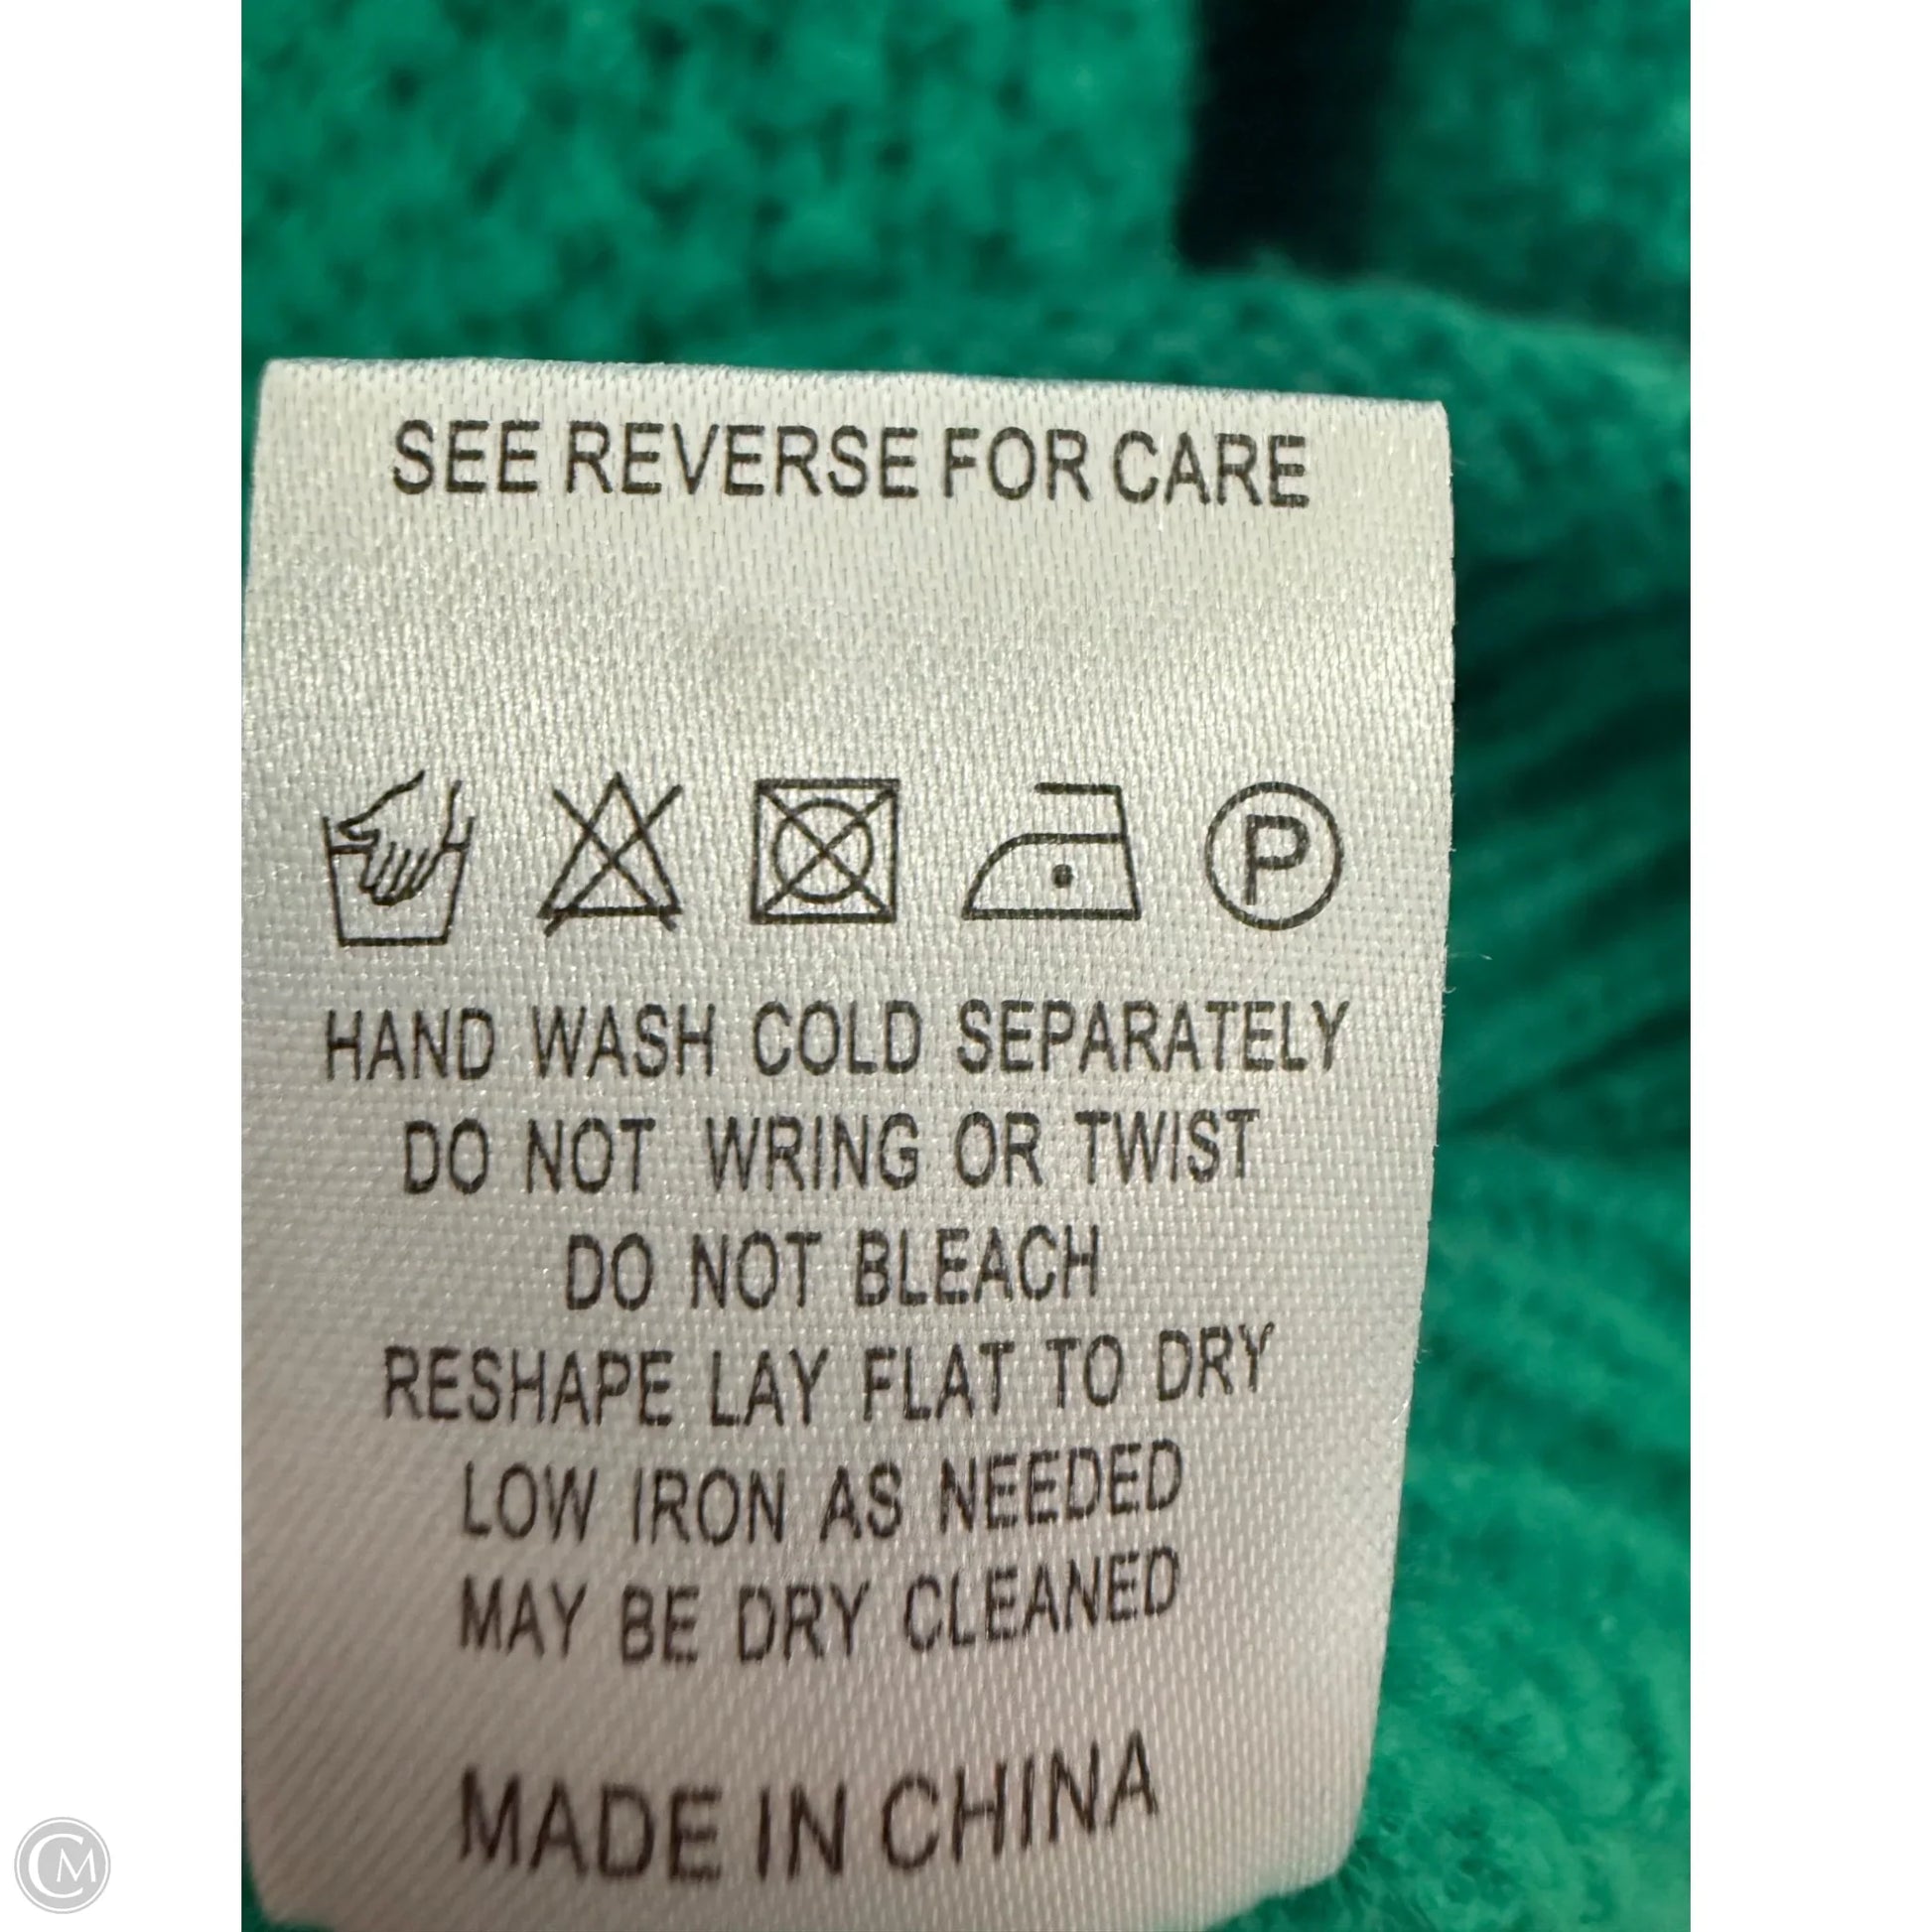 SEE REVERSE FOR CARE
P
HAND WASH COLD SEPARATELY
DO NOT WRING OR TWIST
DO NOT BLEACH
RESHAPE LAY FLAT TO DRY
LOW IRON AS NEEDED
MAY BE DRY CLEANED
MADE IN CHINA
CM